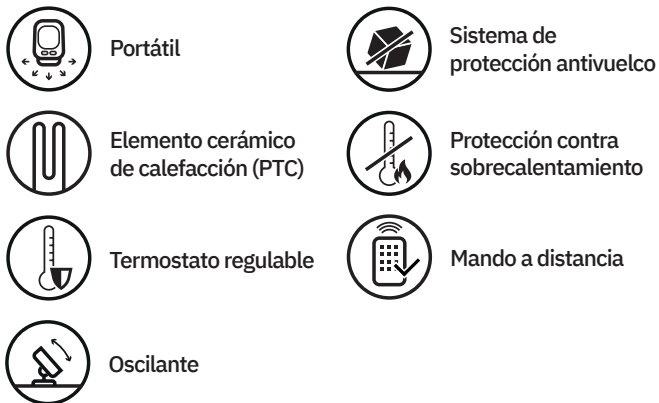 Portátil
Sistema de
protección antivuelco
Elemento cerámico
de calefacción (PTC)
Protección contra
sobrecalentamiento
Termostato regulable
Mando a distancia
Oscilante